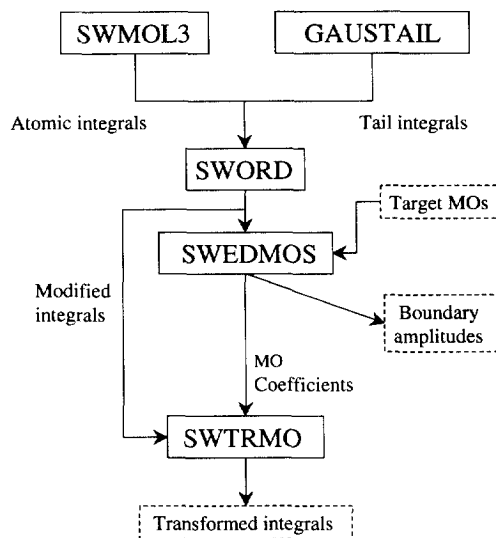 SWMOL3
GAUSTAIL
Atomic integrals
Tail integrals
SWORD
Target MOs
SWEDMOS
Modified
integrals
Boundary
amplitudes
MO
Coefficients
SWTRMO
Transformed integrals